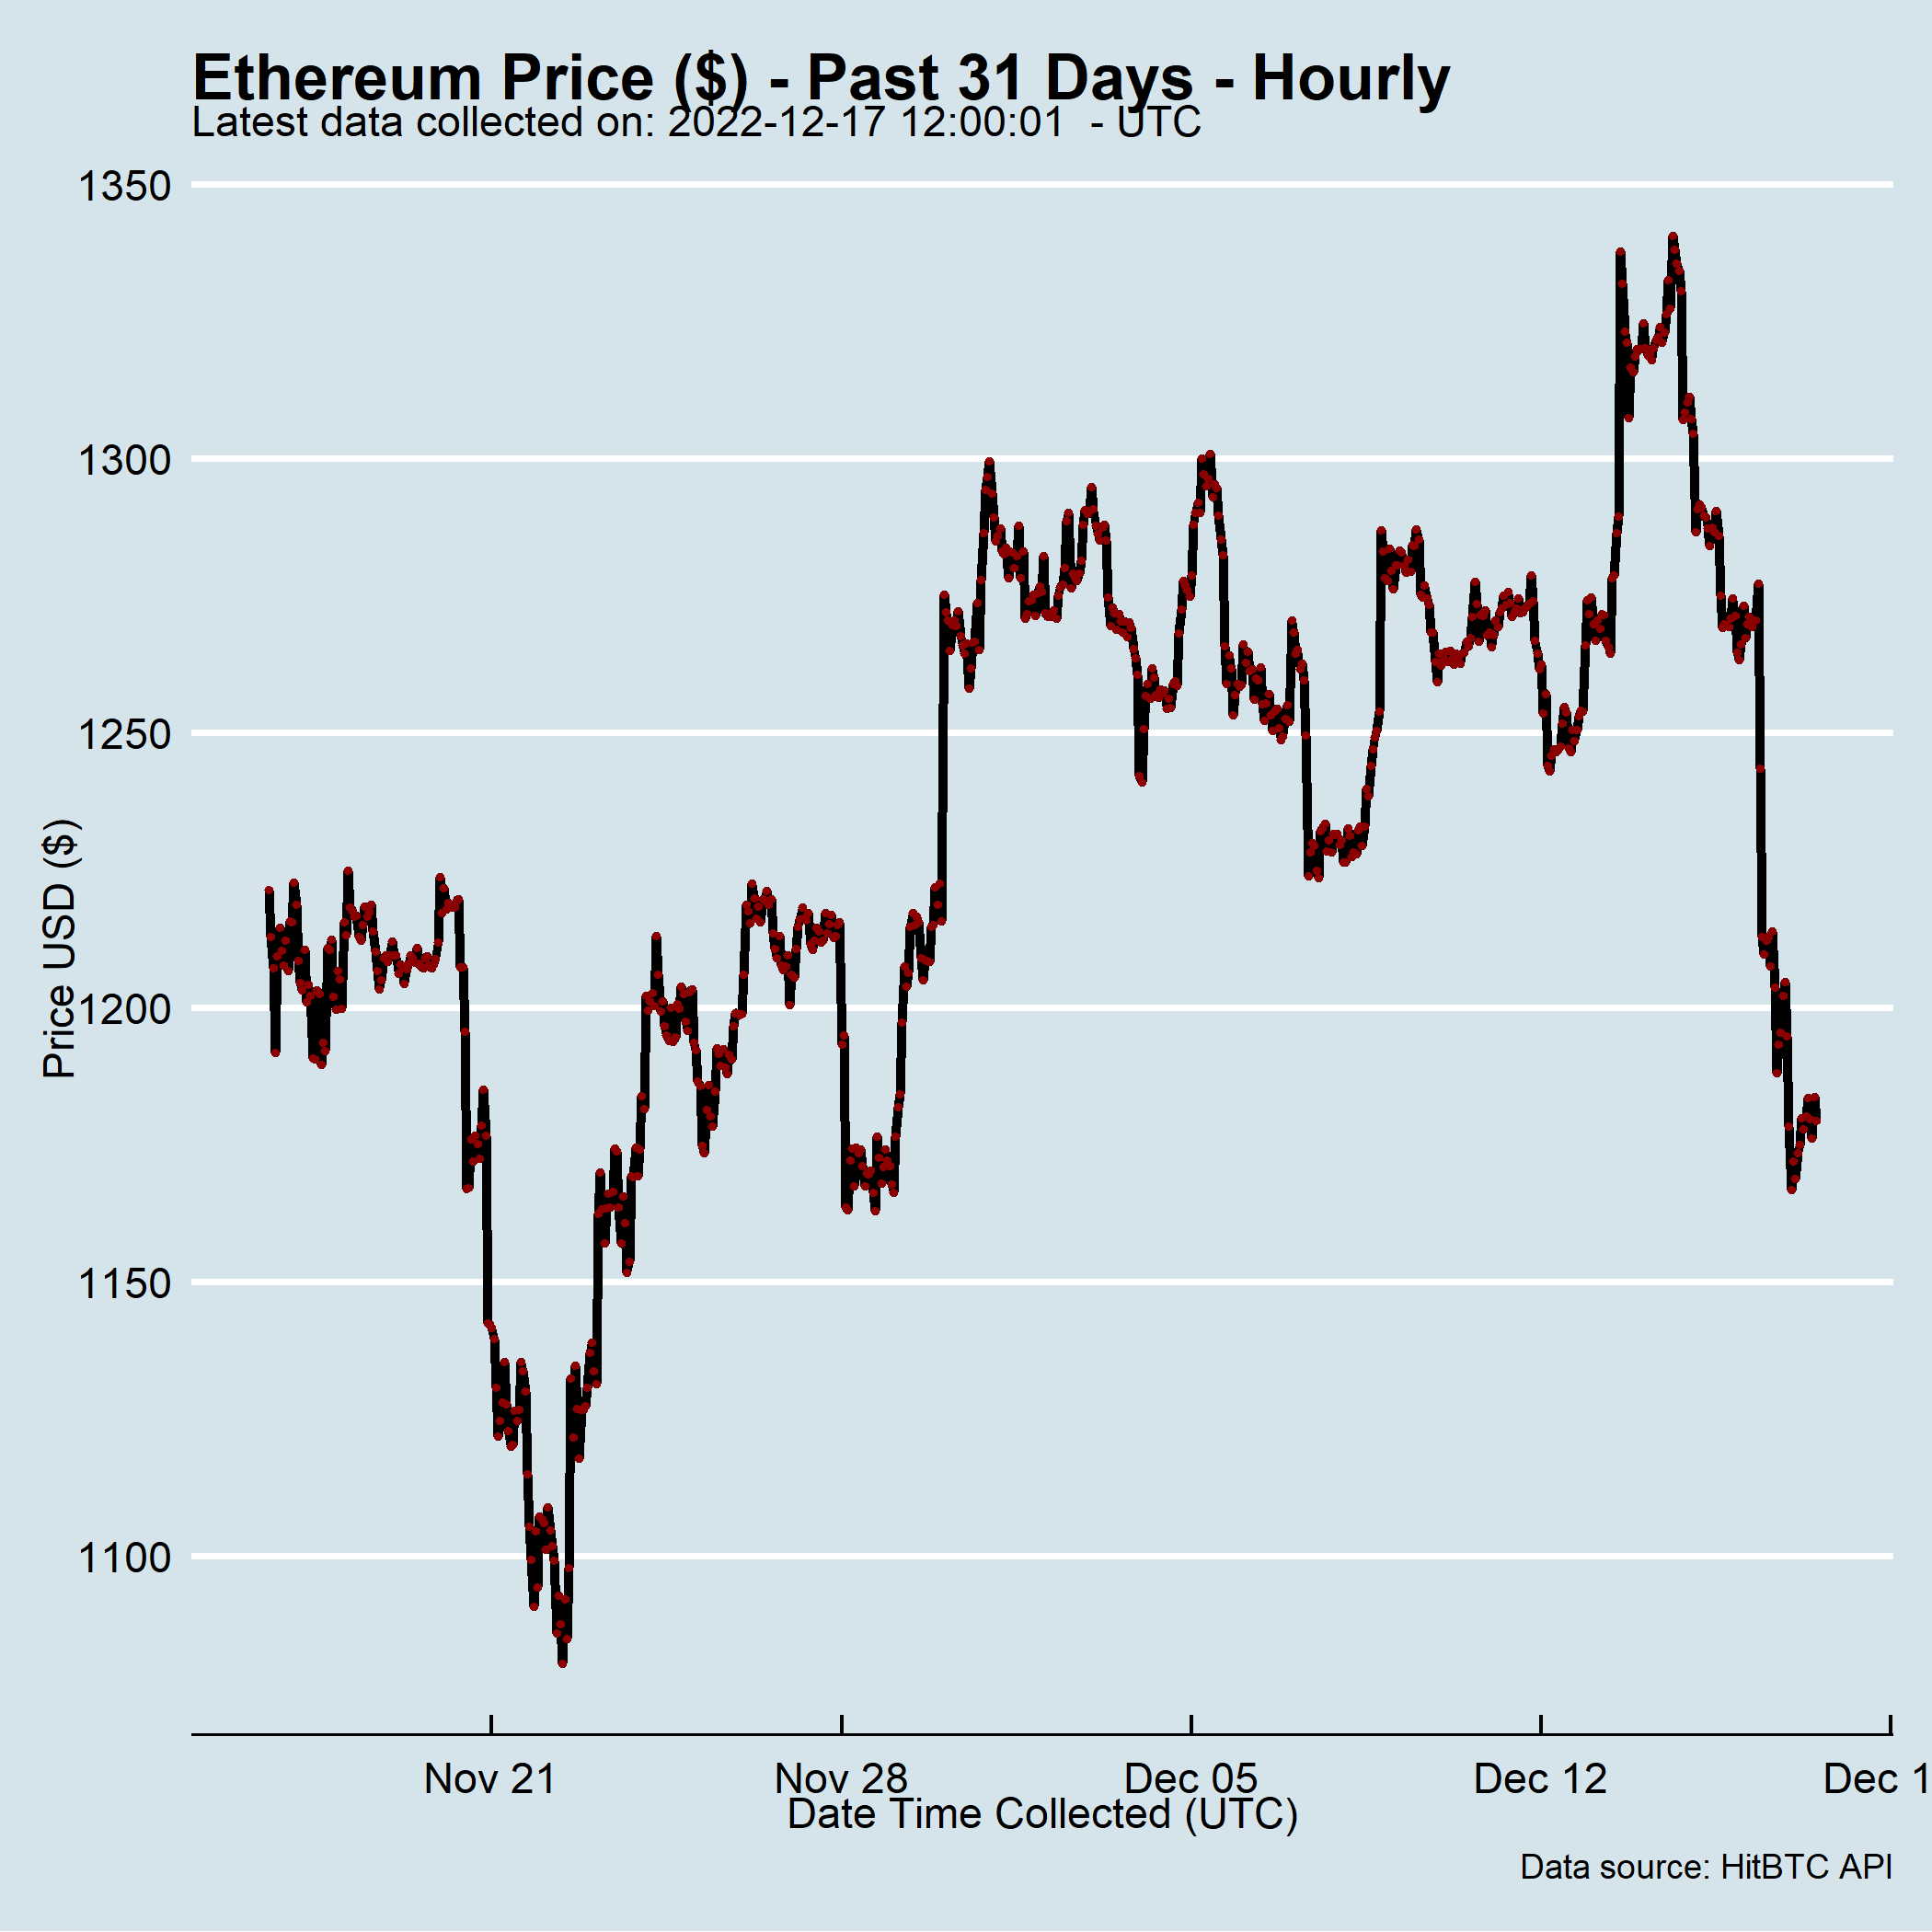 Ethereum Price ($) - Past 31 Days - Hourly
Latest data collected on: 2022-12-17 12:00:01  - UTC
1350
1300
1250
1200
1150
1100
Price USD ($)
Nov 21
Nov 28
Dec 05
Dec 12
Dec 1
Date Time Collected (UTC)
Data source: HitBTC API